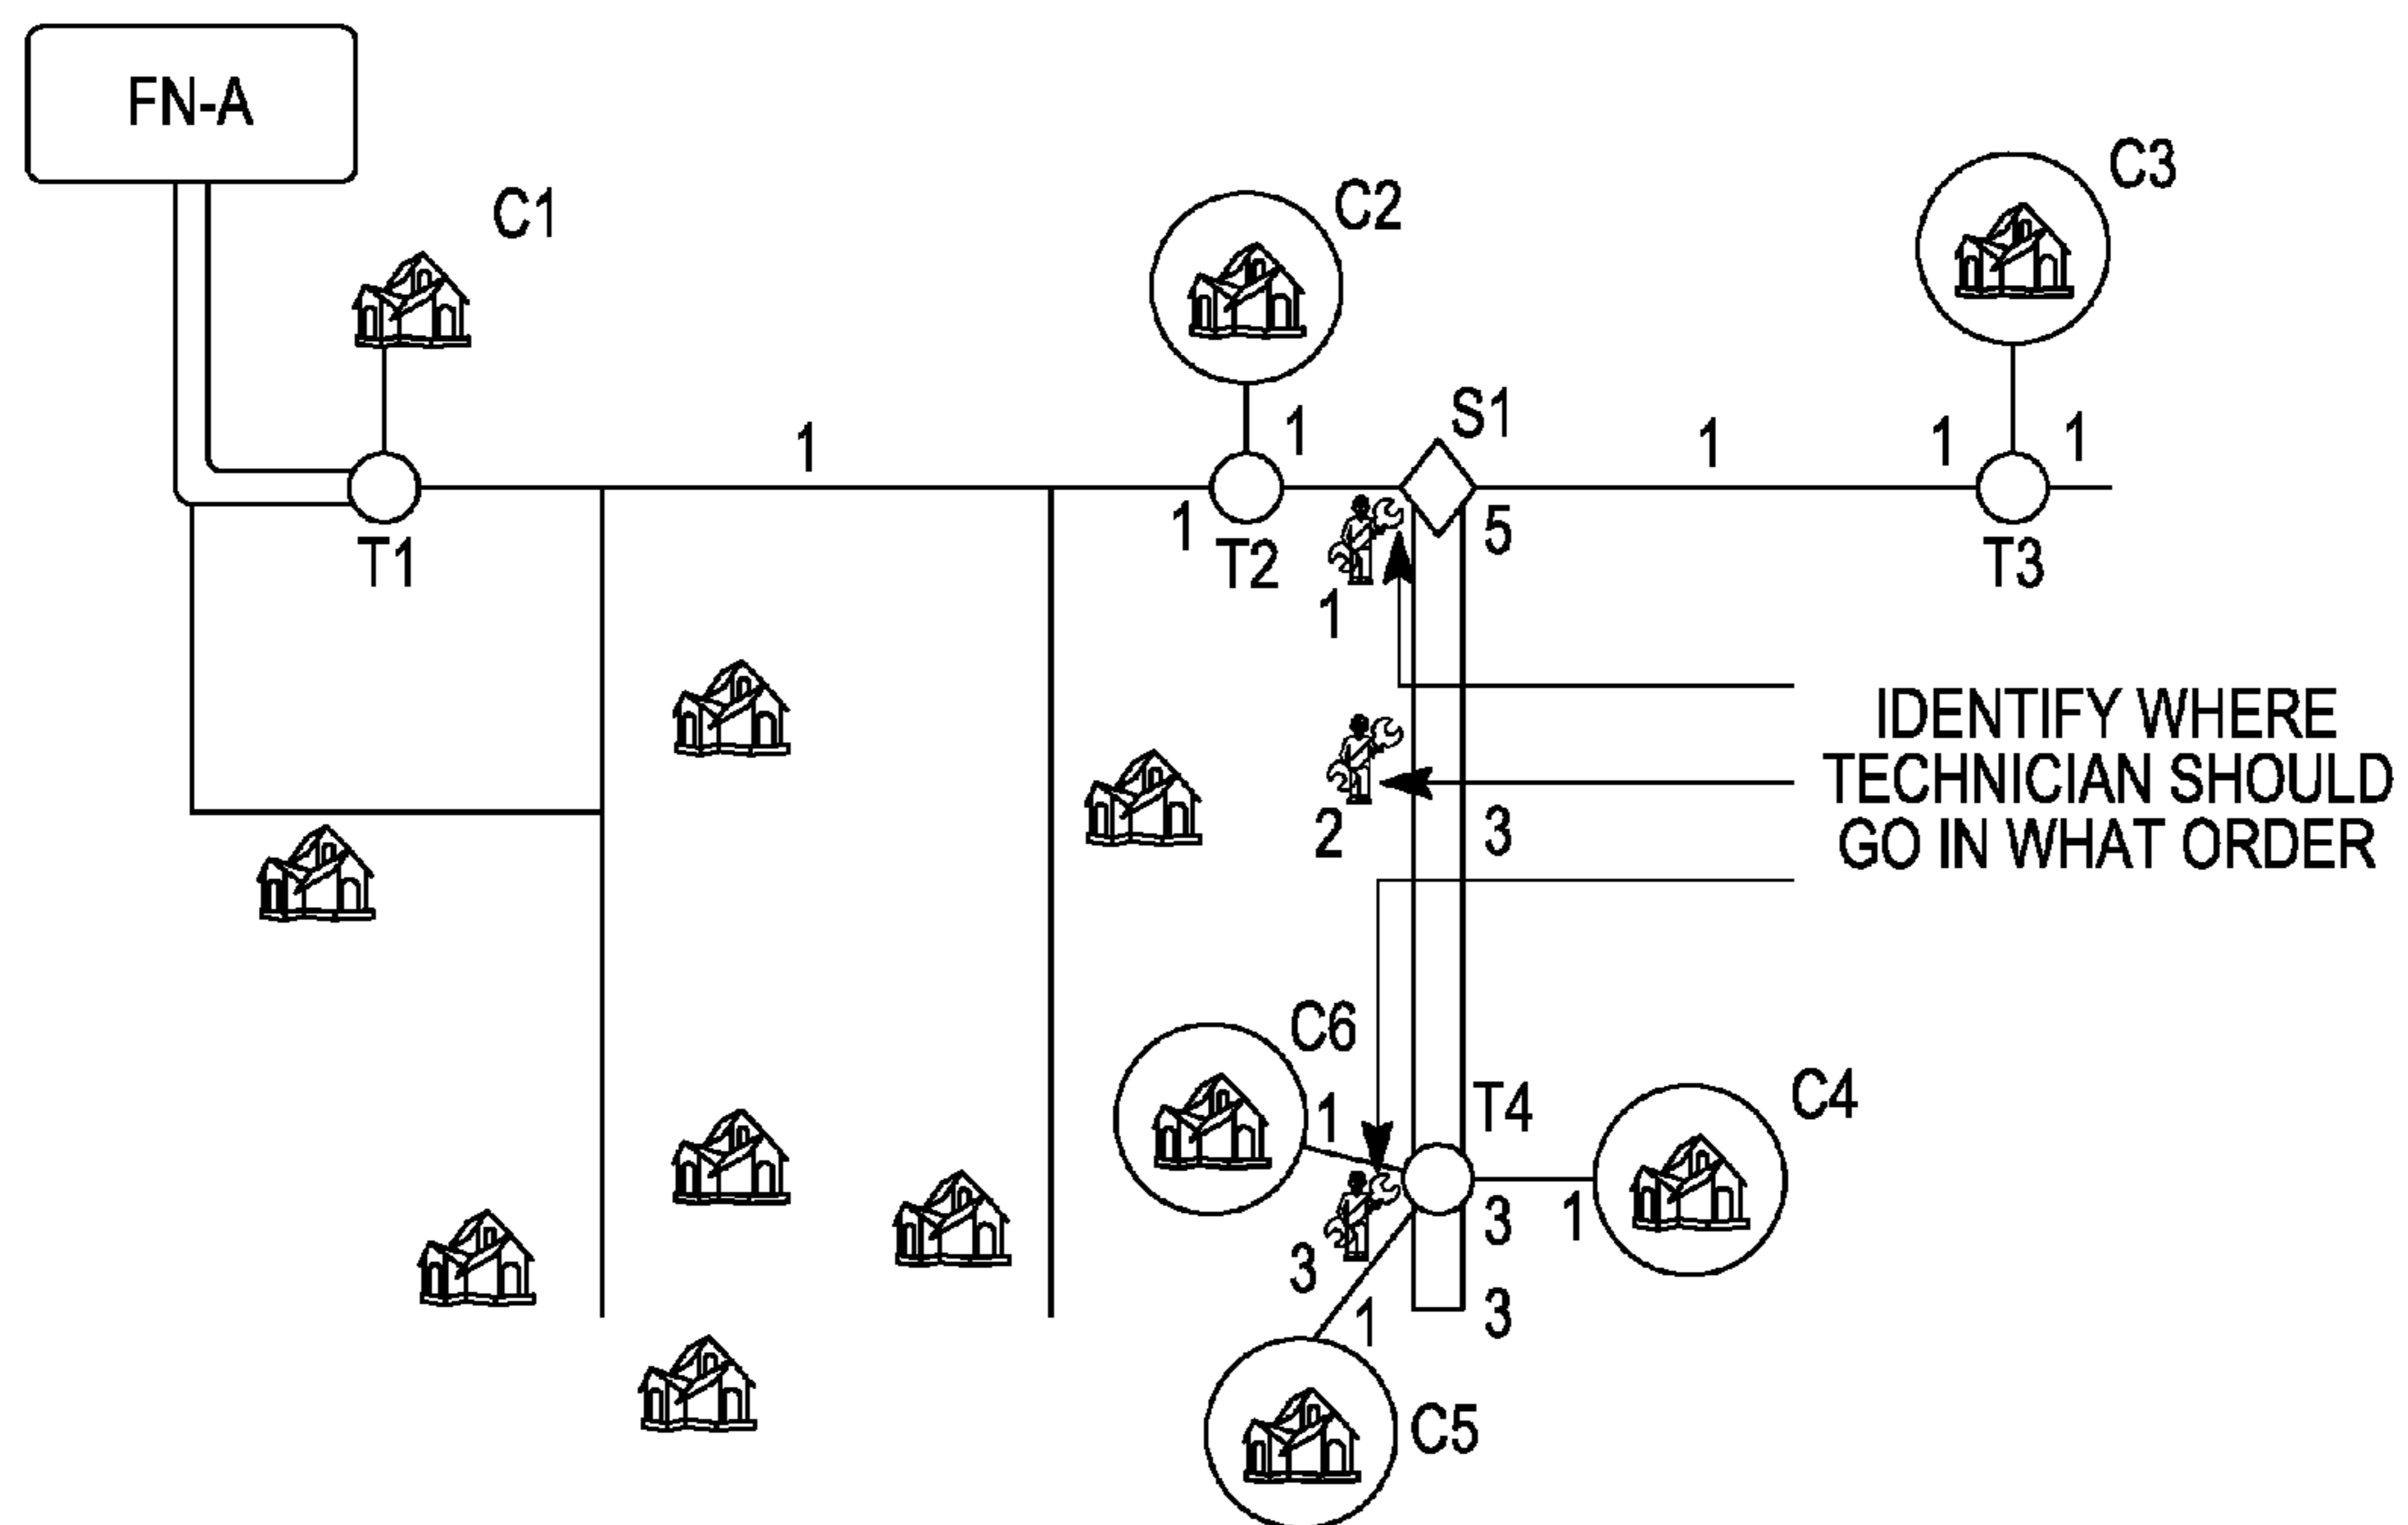 FN-A
C1
C2
C3
1
1
S1
1
1
1
T1
1
T2
5
T3
1
IDENTIFY WHERE
TECHNICIAN SHOULD
GO IN WHAT ORDER
2
3
C6
1
T4
C4
3
1
3
1
3
C5